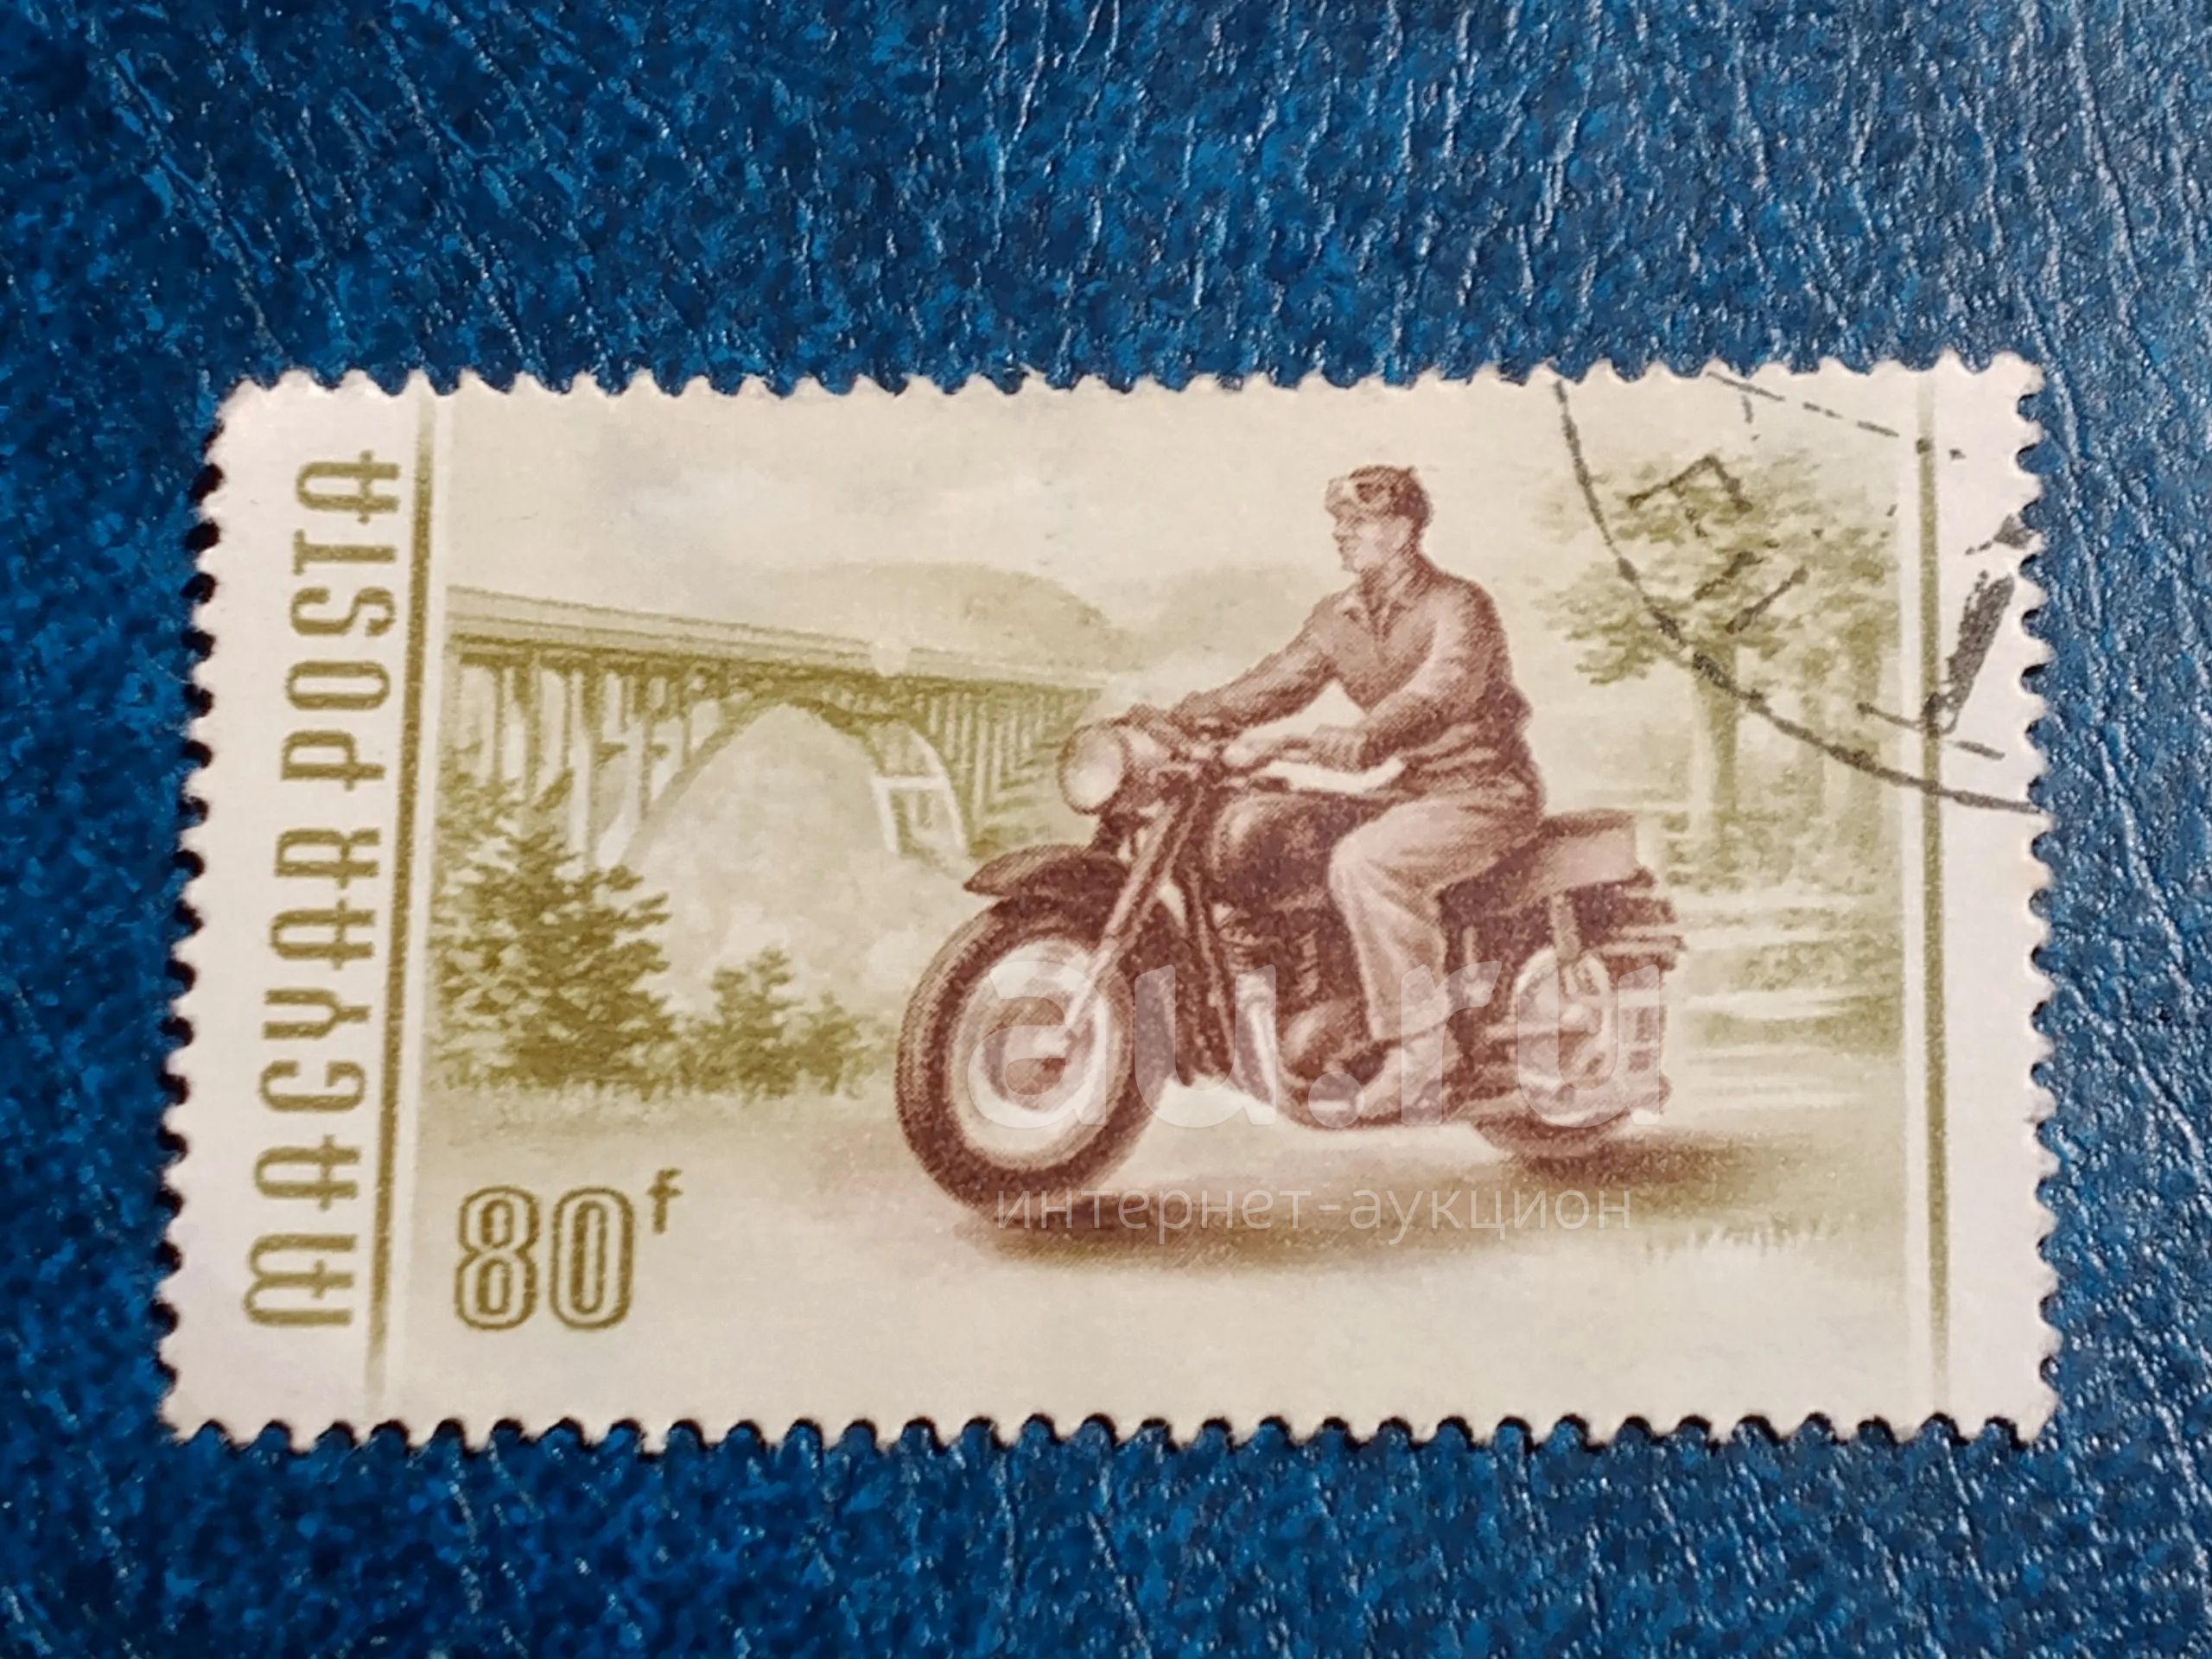 MAGYAR POSTA
80f
au.ru
интернет-аукцион